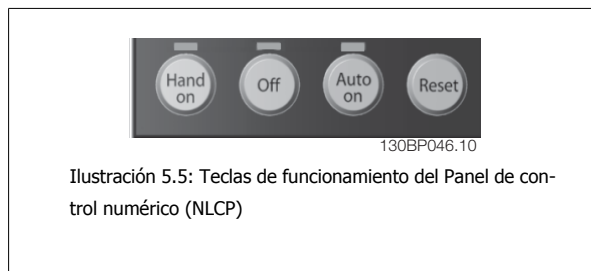 Hand on
Off
Auto on
Reset
130BP046.10
Ilustración 5.5: Teclas de funcionamiento del Panel de con-
trol numérico (NLCP)